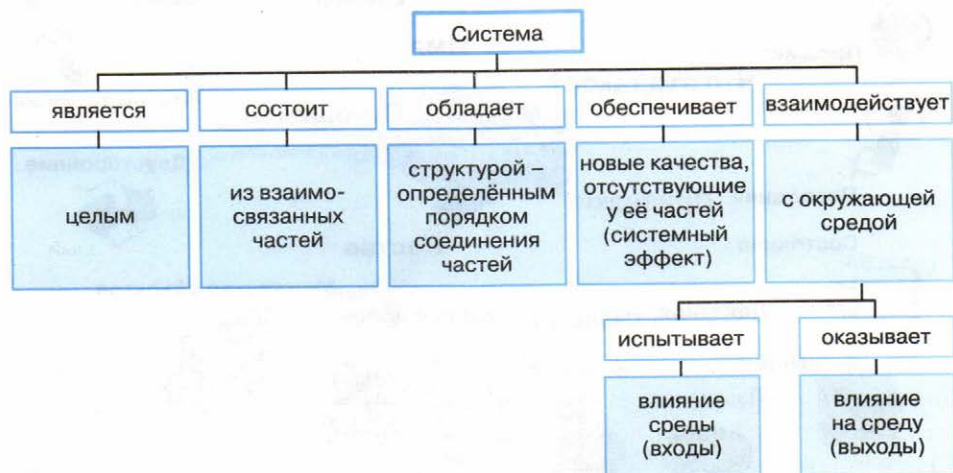 Система
является
состоит
обладает
обеспечивает
взаимодействует
целым
из взаимо-
связанных
частей
структурой –
определённым
порядком
соединения
частей
новые качества,
отсутствующие
у её частей
(системный
эффект)
с окружающей
средой
испытывает
оказывает
влияние
среды
(входы)
влияние
на среду
(выходы)